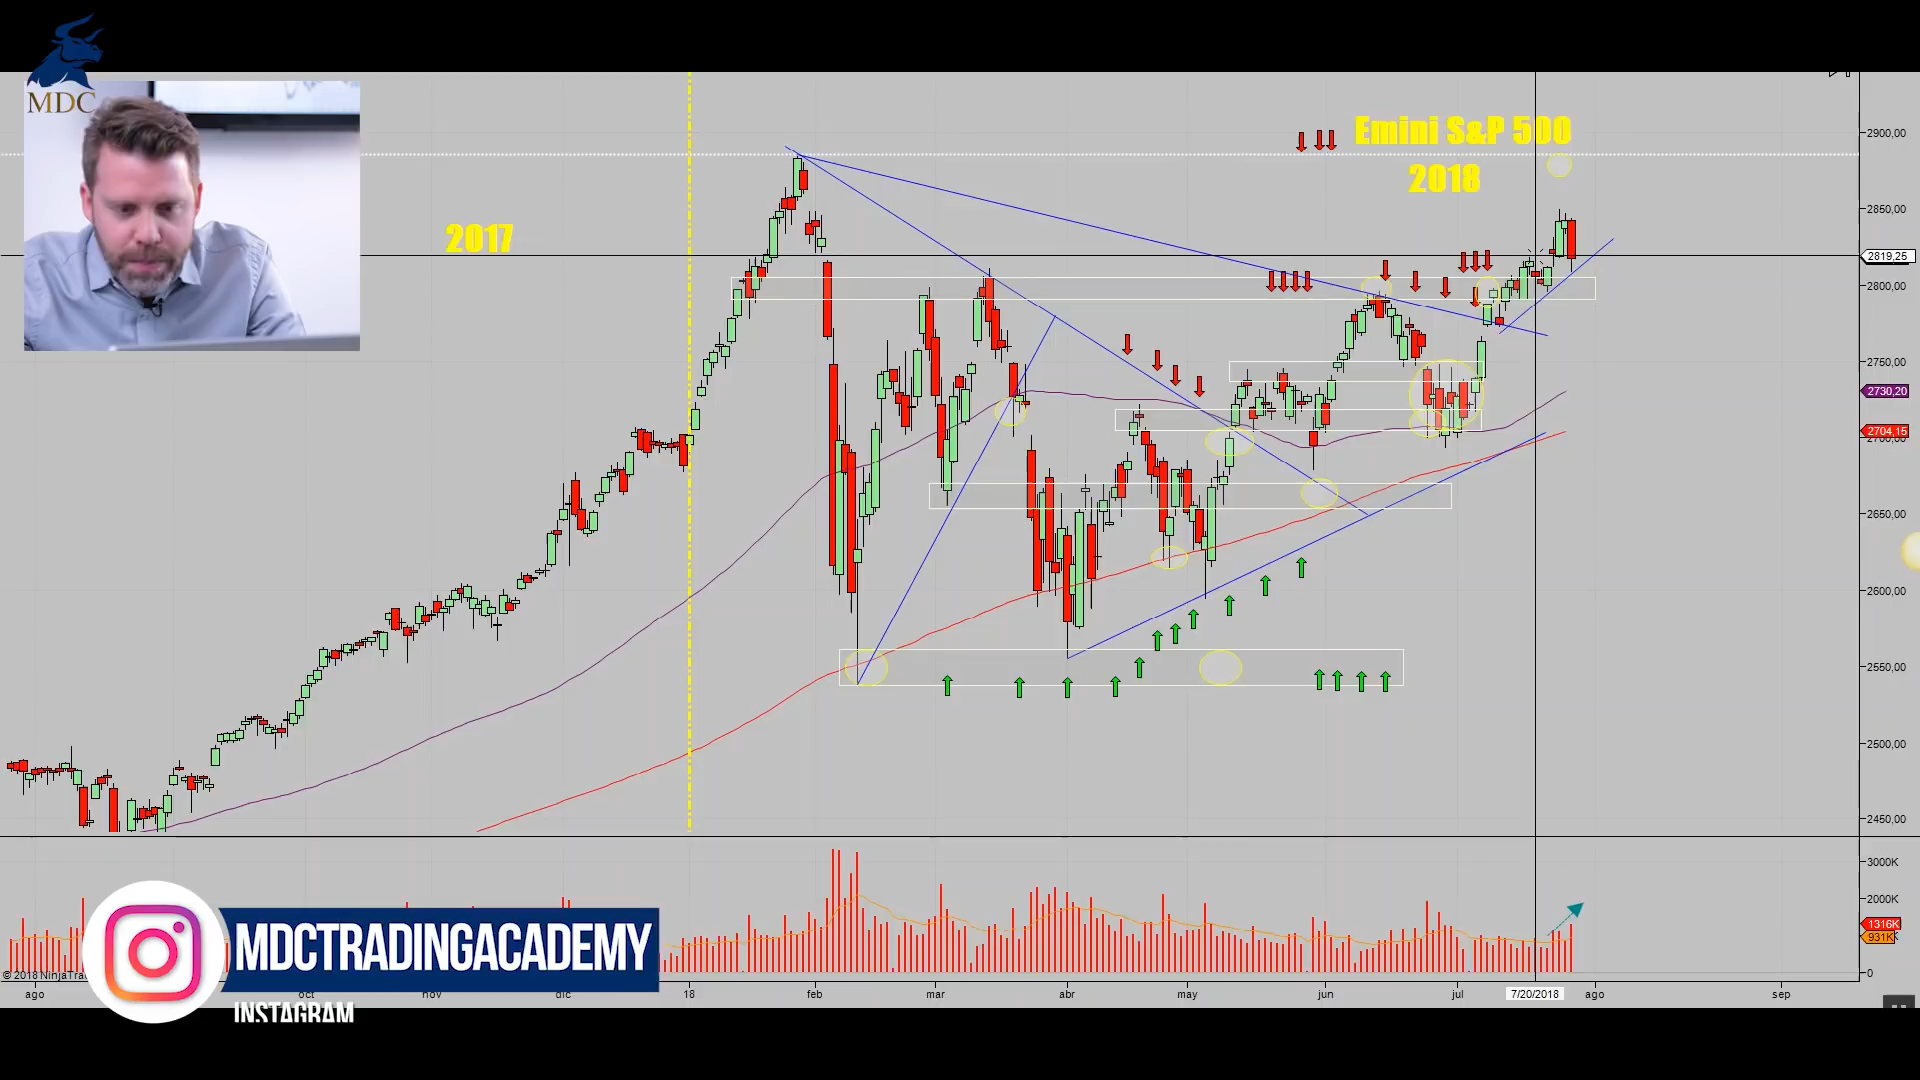 MDC
Emini S&P 500
2018
2017
2900,00
2850,00
2819,25
2800,00
2750,00
2730,20
2704,15
2650,00
2600,00
2550,00
2500,00
2450,00
3000K
2000K
1316K
931K
0
© 2018 NinjaTra
ago
oct
nov
dic
18
feb
mar
abr
may
jun
jul
7/20/2018
ago
sep
MDCTRADINGACADEMY
INSTAGRAM